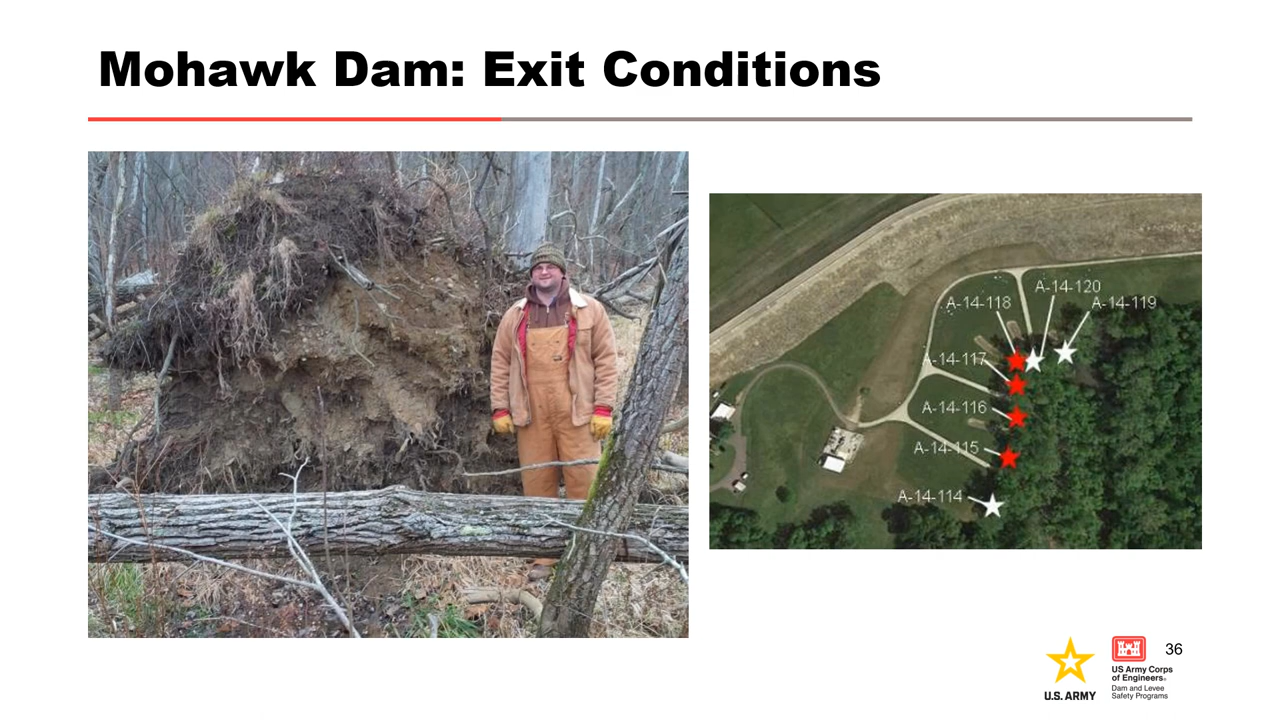 Mohawk Dam: Exit Conditions
A-14-120
A-14-118
A-14-119
A-14-117
A-14-116
A-14-115
A-14-114
36
U.S. ARMY
US Army Corps
of Engineers®
Dam and Levee
Safety Programs